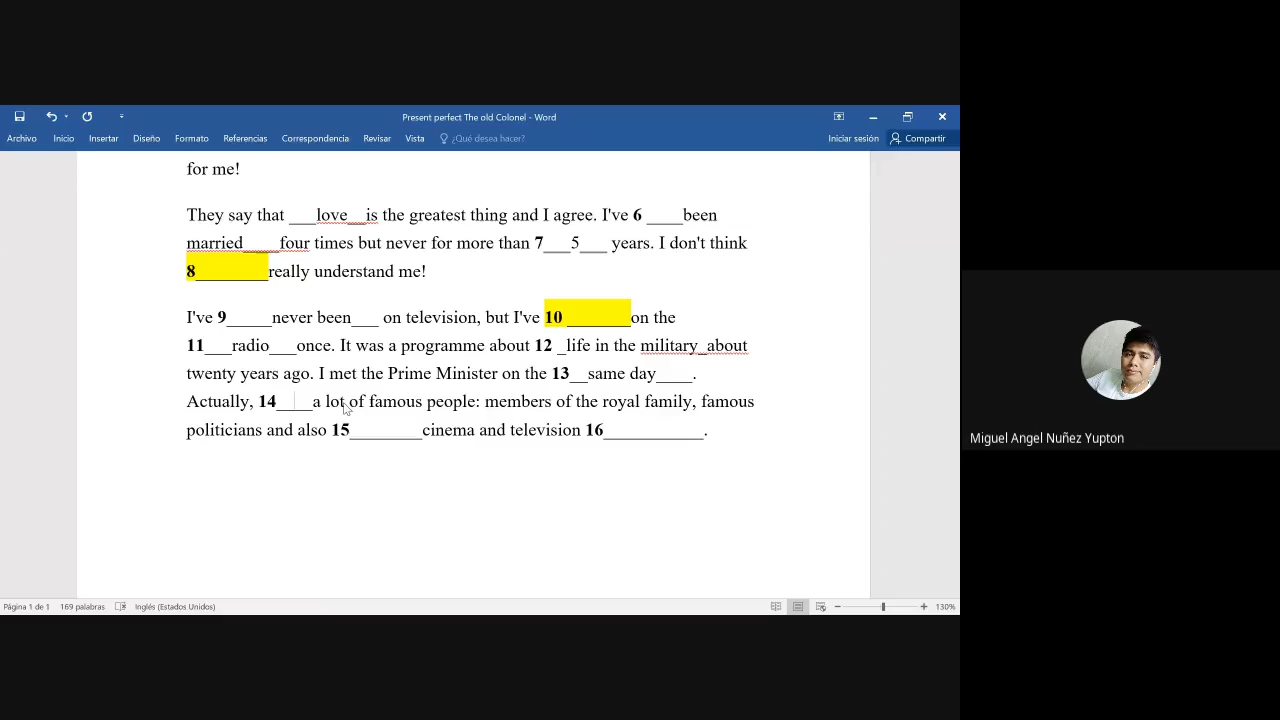 Present perfect The old Colonel - Word
Archivo Inicio Insertar Diseño Formato Referencias Correspondencia Revisar Vista ¿Qué desea hacer? Iniciar sesión Compartir
for me!
They say that ___love__is the greatest thing and I agree. I've 6 ____been
married____four times but never for more than 7___5___ years. I don't think
8________really understand me!
I've 9_____never been___ on television, but I've 10 _______on the
11___radio___once. It was a programme about 12 _life in the military_about
twenty years ago. I met the Prime Minister on the 13__same day____.
Actually, 14____a lot of famous people: members of the royal family, famous
politicians and also 15________cinema and television 16___________.
Miguel Angel Nuñez Yupton
Página 1 de 1 169 palabras Inglés (Estados Unidos) 130%